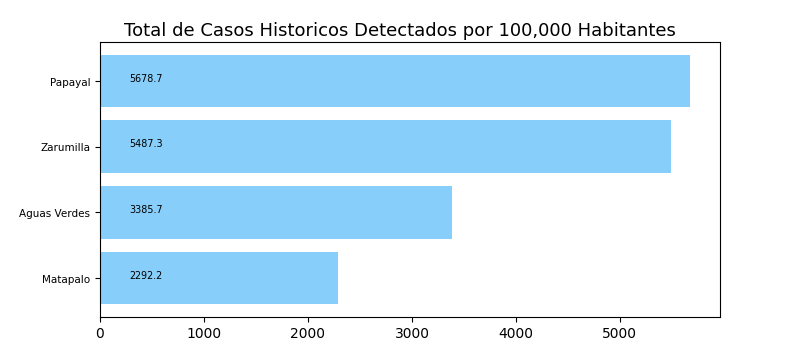 Total de Casos Historicos Detectados por 100,000 Habitantes
Papayal 5678.7
Zarumilla 5487.3
Aguas Verdes 3385.7
Matapalo 2292.2
0 1000 2000 3000 4000 5000